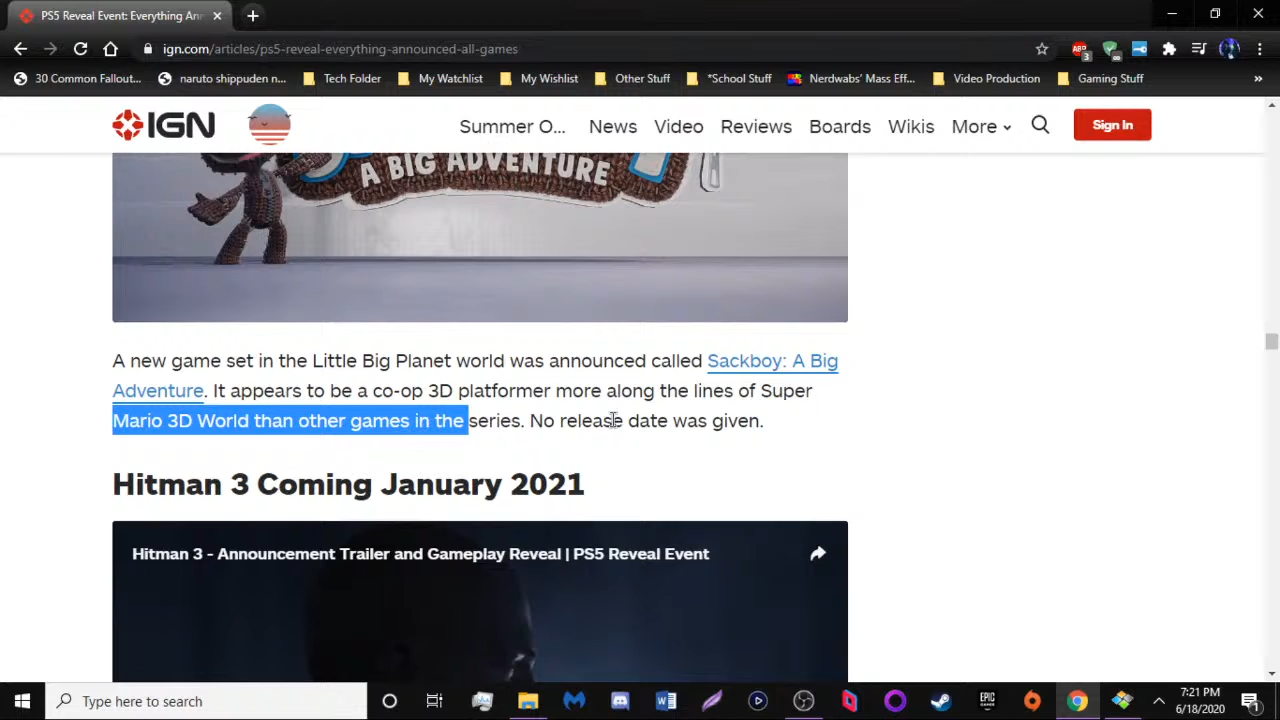 PS5 Reveal Event: Everything Ann
ign.com/articles/ps5-reveal-everything-announced-all-games
30 Common Fallout...
naruto shippuden n...
Tech Folder
My Watchlist
My Wishlist
Other Stuff
*School Stuff
Nerdwabs' Mass Eff...
Video Production
Gaming Stuff
»
IGN
Summer O...
News
Video
Reviews
Boards
Wikis
More
Sign In
A BIG ADVENTURE
A new game set in the Little Big Planet world was announced called Sackboy: A Big
Adventure. It appears to be a co-op 3D platformer more along the lines of Super
Mario 3D World than other games in the series. No release date was given.
Hitman 3 Coming January 2021
Hitman 3 - Announcement Trailer and Gameplay Reveal | PS5 Reveal Event
Type here to search
EPIC
GAMES
7:21 PM
6/18/2020